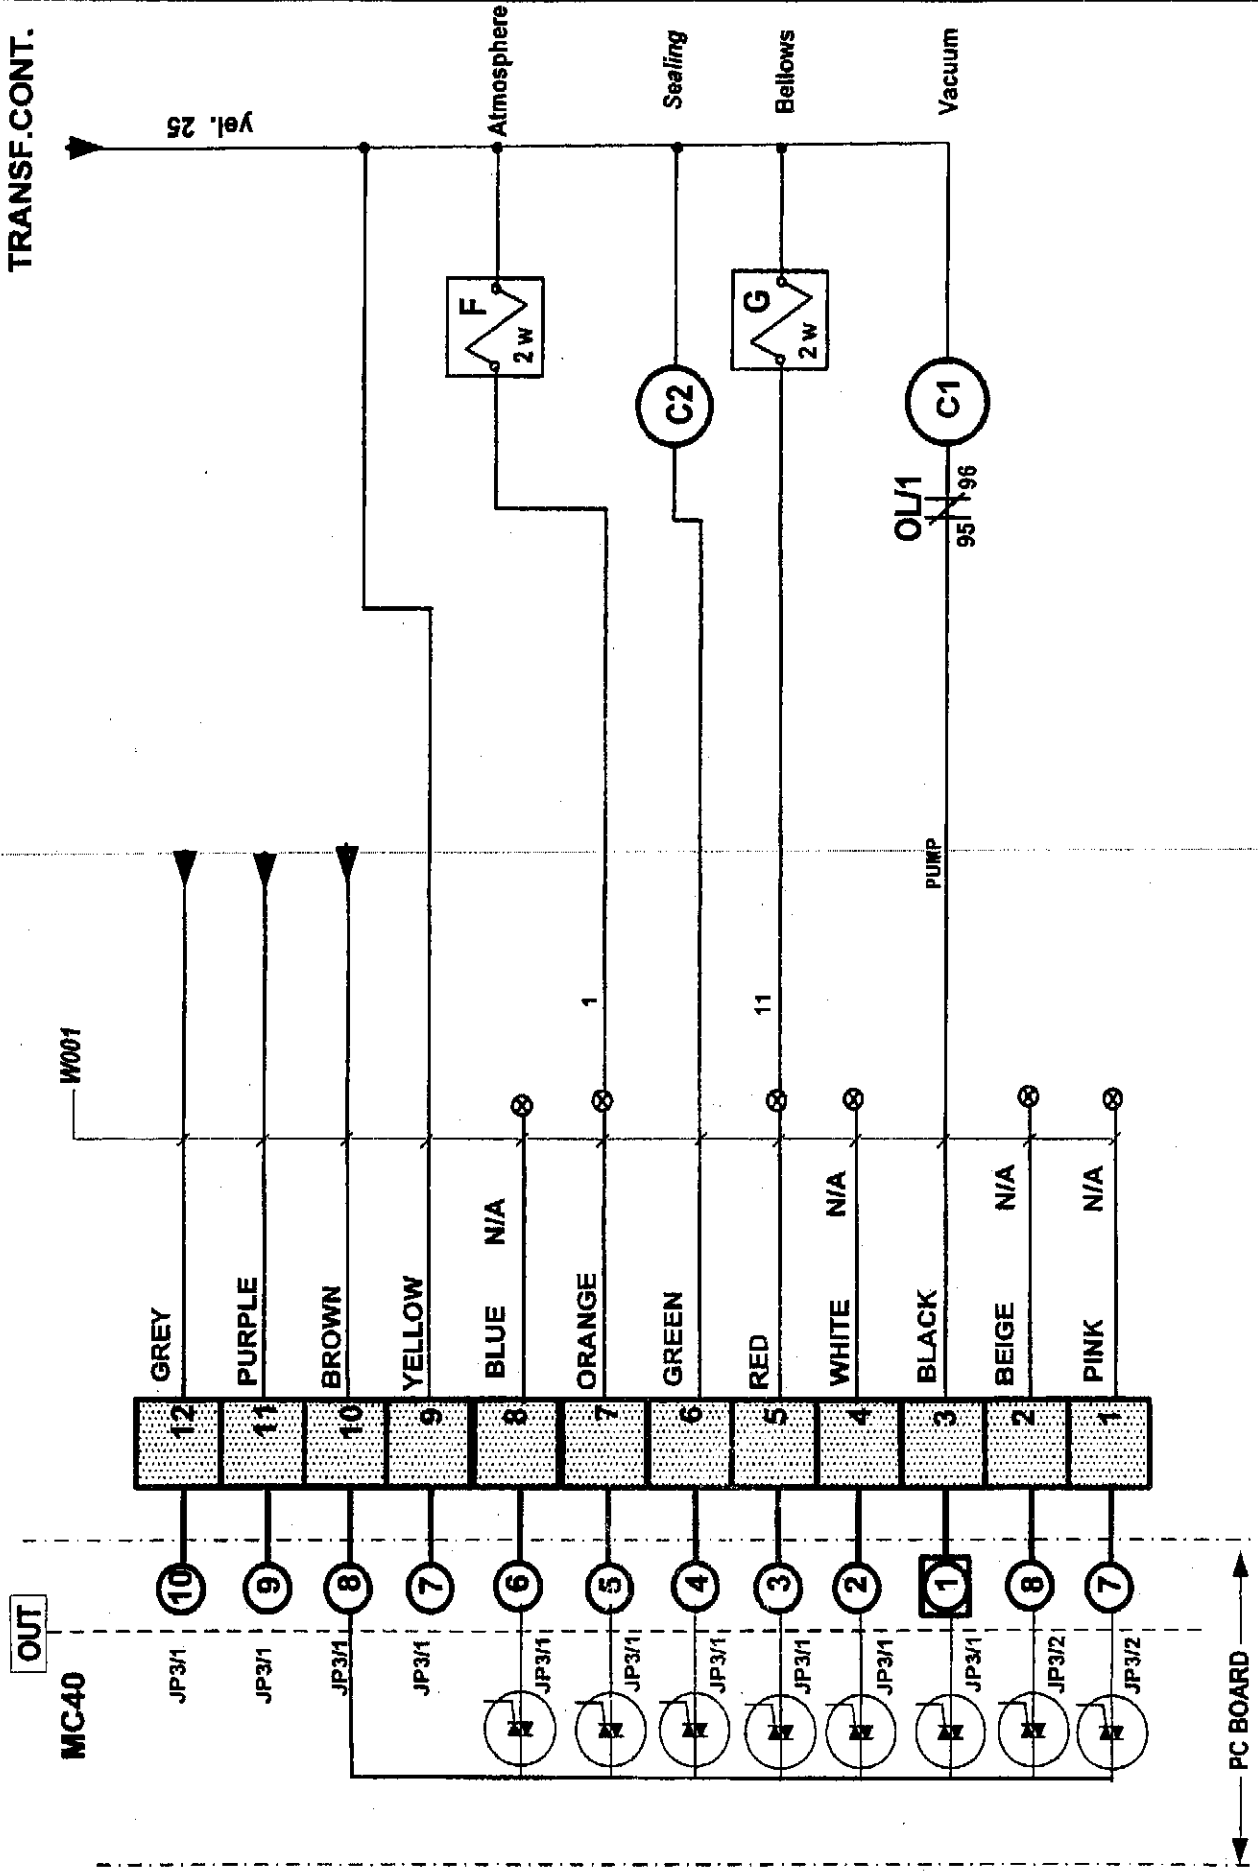 TRANSF.CONT.
yel. 25
Atmosphere
Sealing
Bellows
Vacuum
F
2 w
G
2 w
C2
C1
OL/1
95
96
PUMP
W001
1
11
GREY
PURPLE
BROWN
YELLOW
BLUE N/A
ORANGE
GREEN
RED
WHITE N/A
BLACK
BEIGE N/A
PINK N/A
12
11
10
9
8
7
6
5
4
3
2
1
10
9
8
7
6
5
4
3
2
1
8
7
OUT
MC40
JP3/1
JP3/1
JP3/1
JP3/1
JP3/1
JP3/1
JP3/1
JP3/1
JP3/1
JP3/1
JP3/2
JP3/2
PC BOARD